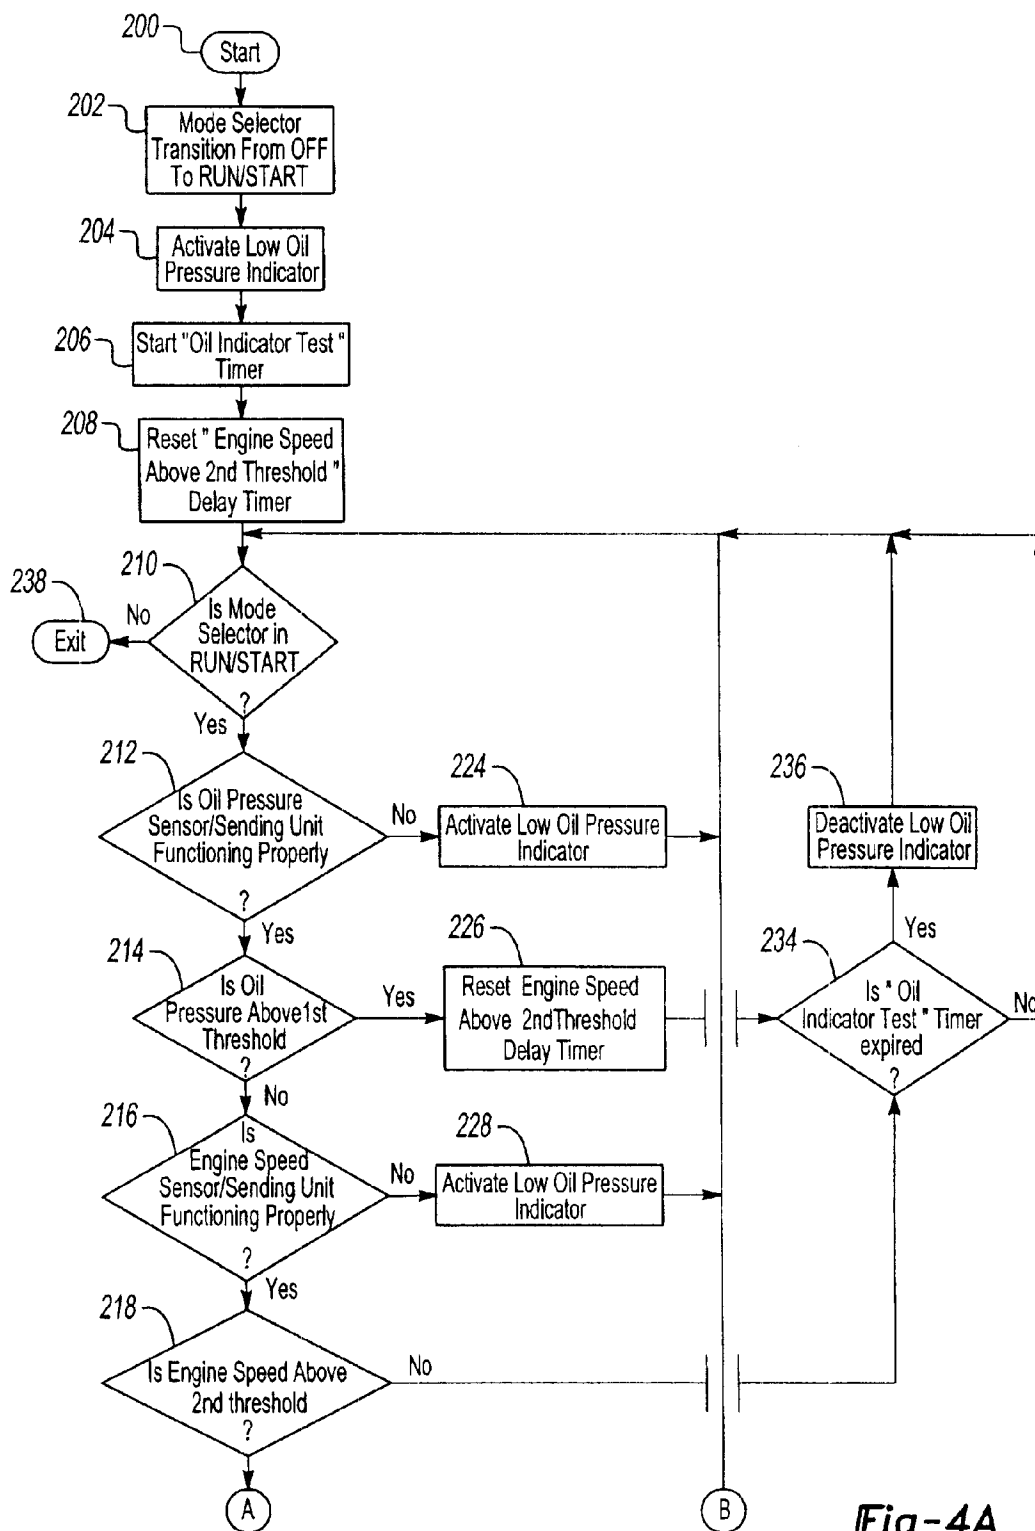 200
Start
202
Mode Selector
Transition From OFF
To RUN/START
204
Activate Low Oil
Pressure Indicator
206
Start "Oil Indicator Test "
Timer
208
Reset " Engine Speed
Above 2nd Threshold "
Delay Timer
210
238
No
Exit
Is Mode
Selector in
RUN/START
?
Yes
212
Is Oil Pressure
Sensor/Sending Unit
Functioning Properly
?
No
224
Activate Low Oil Pressure
Indicator
236
Deactivate Low Oil
Pressure Indicator
Yes
214
Is Oil
Pressure Above 1st
Threshold
?
Yes
226
Reset Engine Speed
Above 2nd Threshold
Delay Timer
Yes
234
Is " Oil
Indicator Test " Timer
expired
?
No
No
216
Is
Engine Speed
Sensor/Sending Unit
Functioning Properly
?
No
228
Activate Low Oil Pressure
Indicator
Yes
218
Is Engine Speed Above
2nd threshold
?
No
A
B
Fig-4A